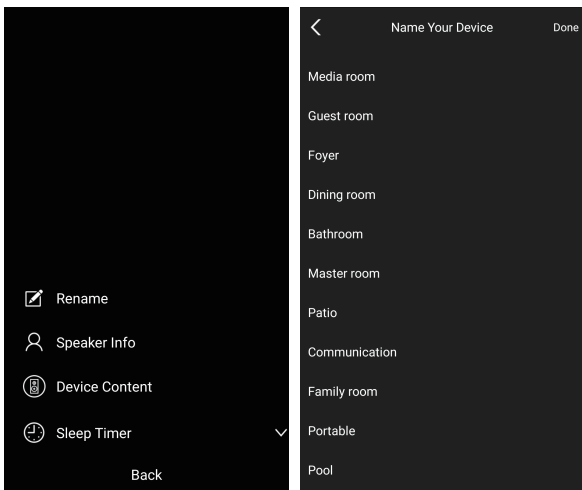 Rename
Speaker Info
Device Content
Sleep Timer
Back
Name Your Device
Done
Media room
Guest room
Foyer
Dining room
Bathroom
Master room
Patio
Communication
Family room
Portable
Pool